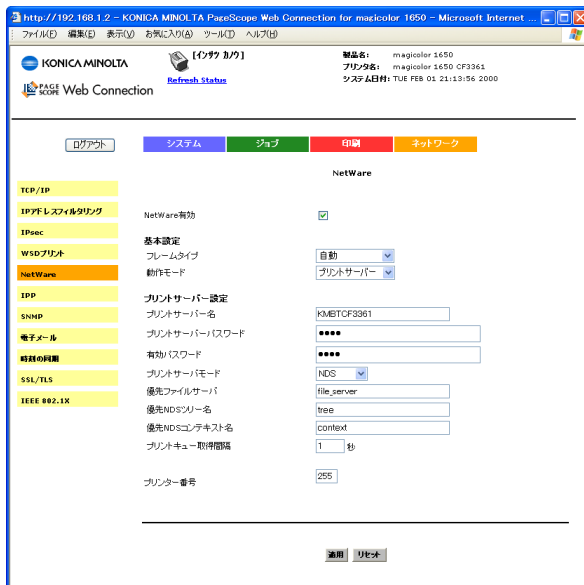 http://192.168.1.2 - KONICA MINOLTA PageScope Web Connection for magicolor 1650 - Microsoft Internet ...
ファイル(F) 編集(E) 表示(V) お気に入り(A) ツール(T) ヘルプ(H)
KONICA MINOLTA
PAGE SCOPE Web Connection
[インサツ カノウ]
Refresh Status
製品名: magicolor 1650
プリンタ名: magicolor 1650 CF3361
システム日付: TUE FEB 01 21:13:56 2000
ログアウト
システム ジョブ 印刷 ネットワーク
NetWare
TCP/IP
IPアドレスフィルタリング
IPsec
WSDプリント
NetWare
IPP
SNMP
電子メール
時刻の同期
SSL/TLS
IEEE 802.1X
NetWare有効
基本設定
フレームタイプ 自動
動作モード プリントサーバー
プリントサーバー設定
プリントサーバー名 KMBTCF3361
プリントサーバーパスワード ●●●●
有効パスワード ●●●●
プリントサーバモード NDS
優先ファイルサーバ file_server
優先NDSツリー名 tree
優先NDSコンテキスト名 context
プリントキュー取得間隔 1 秒
プリンター番号 255
適用 リセット